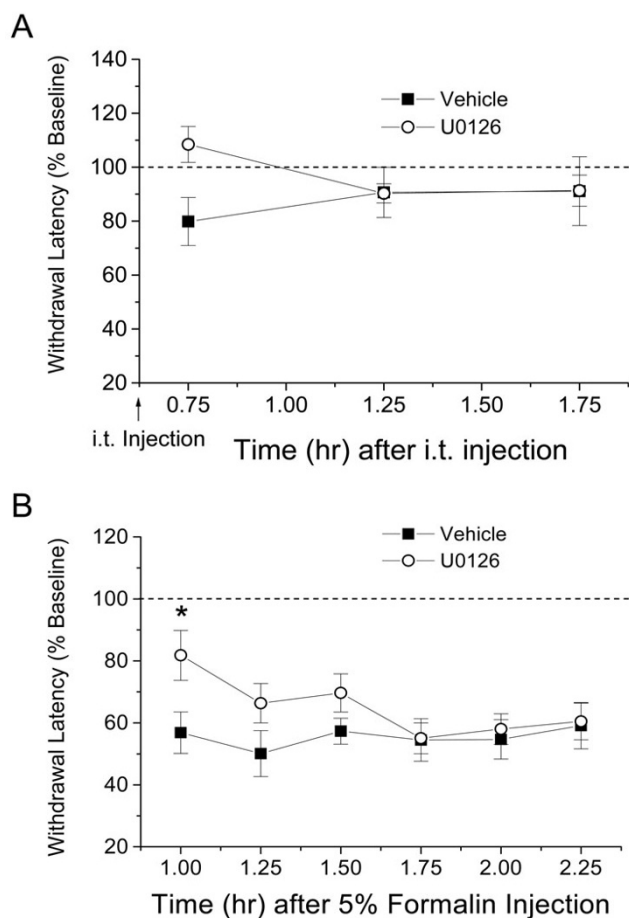 A
Withdrawal Latency (% Baseline)
140
120
100
80
60
40
20
Vehicle
U0126
0.75
1.00
1.25
1.50
1.75
i.t. Injection
Time (hr) after i.t. injection
B
Withdrawal Latency (% Baseline)
120
100
80
60
40
20
Vehicle
U0126
*
1.00
1.25
1.50
1.75
2.00
2.25
Time (hr) after 5% Formalin Injection